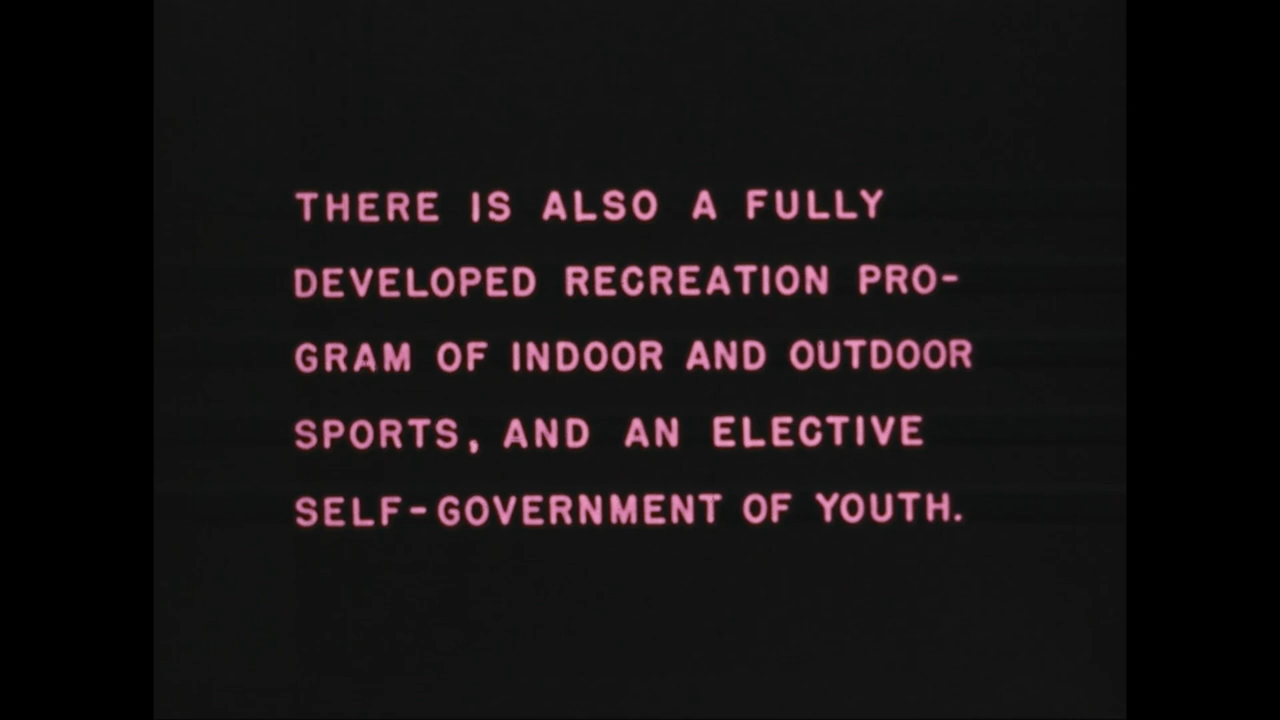 THERE IS ALSO A FULLY
DEVELOPED RECREATION PRO-
GRAM OF INDOOR AND OUTDOOR
SPORTS, AND AN ELECTIVE
SELF-GOVERNMENT OF YOUTH.